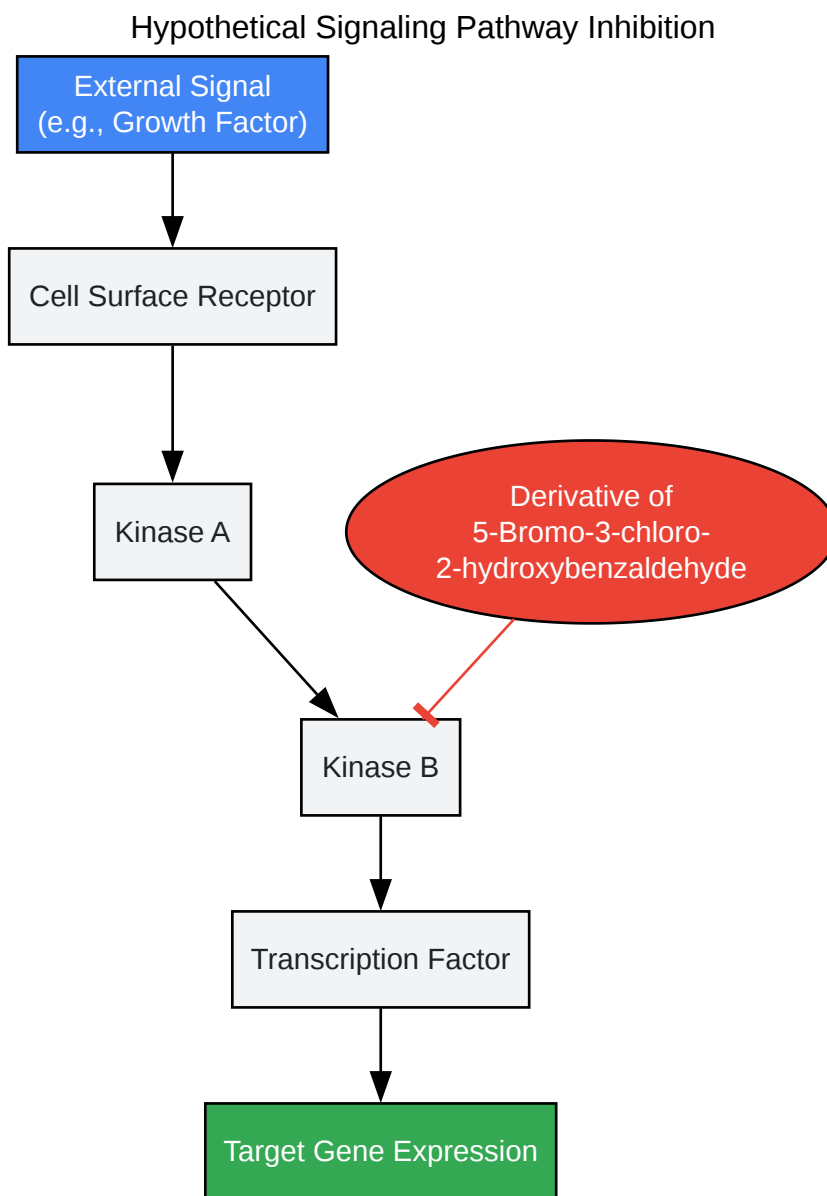 Hypothetical Signaling Pathway Inhibition
External Signal
(e.g., Growth Factor)
Cell Surface Receptor
Kinase A
Derivative of
5-Bromo-3-chloro-
2-hydroxybenzaldehyde
Kinase B
Transcription Factor
Target Gene Expression